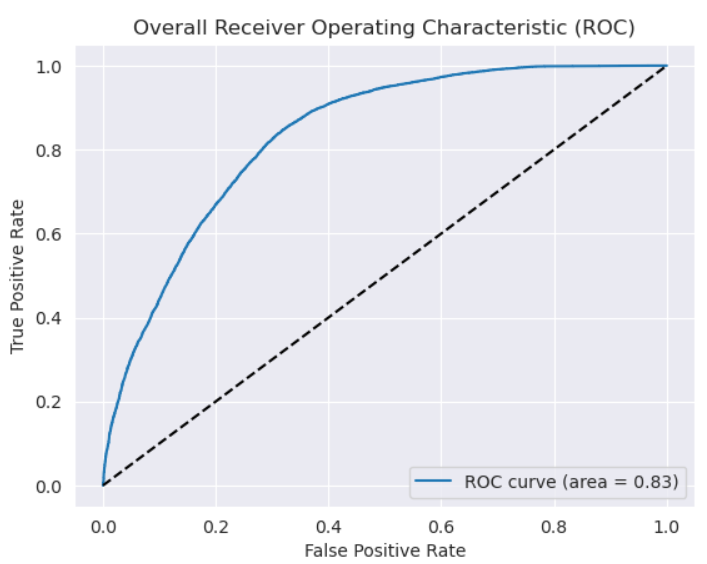 Overall Receiver Operating Characteristic (ROC)
1.0
0.8
0.6
0.4
0.2
0.0
True Positive Rate
ROC curve (area = 0.83)
0.0 0.2 0.4 0.6 0.8 1.0
False Positive Rate